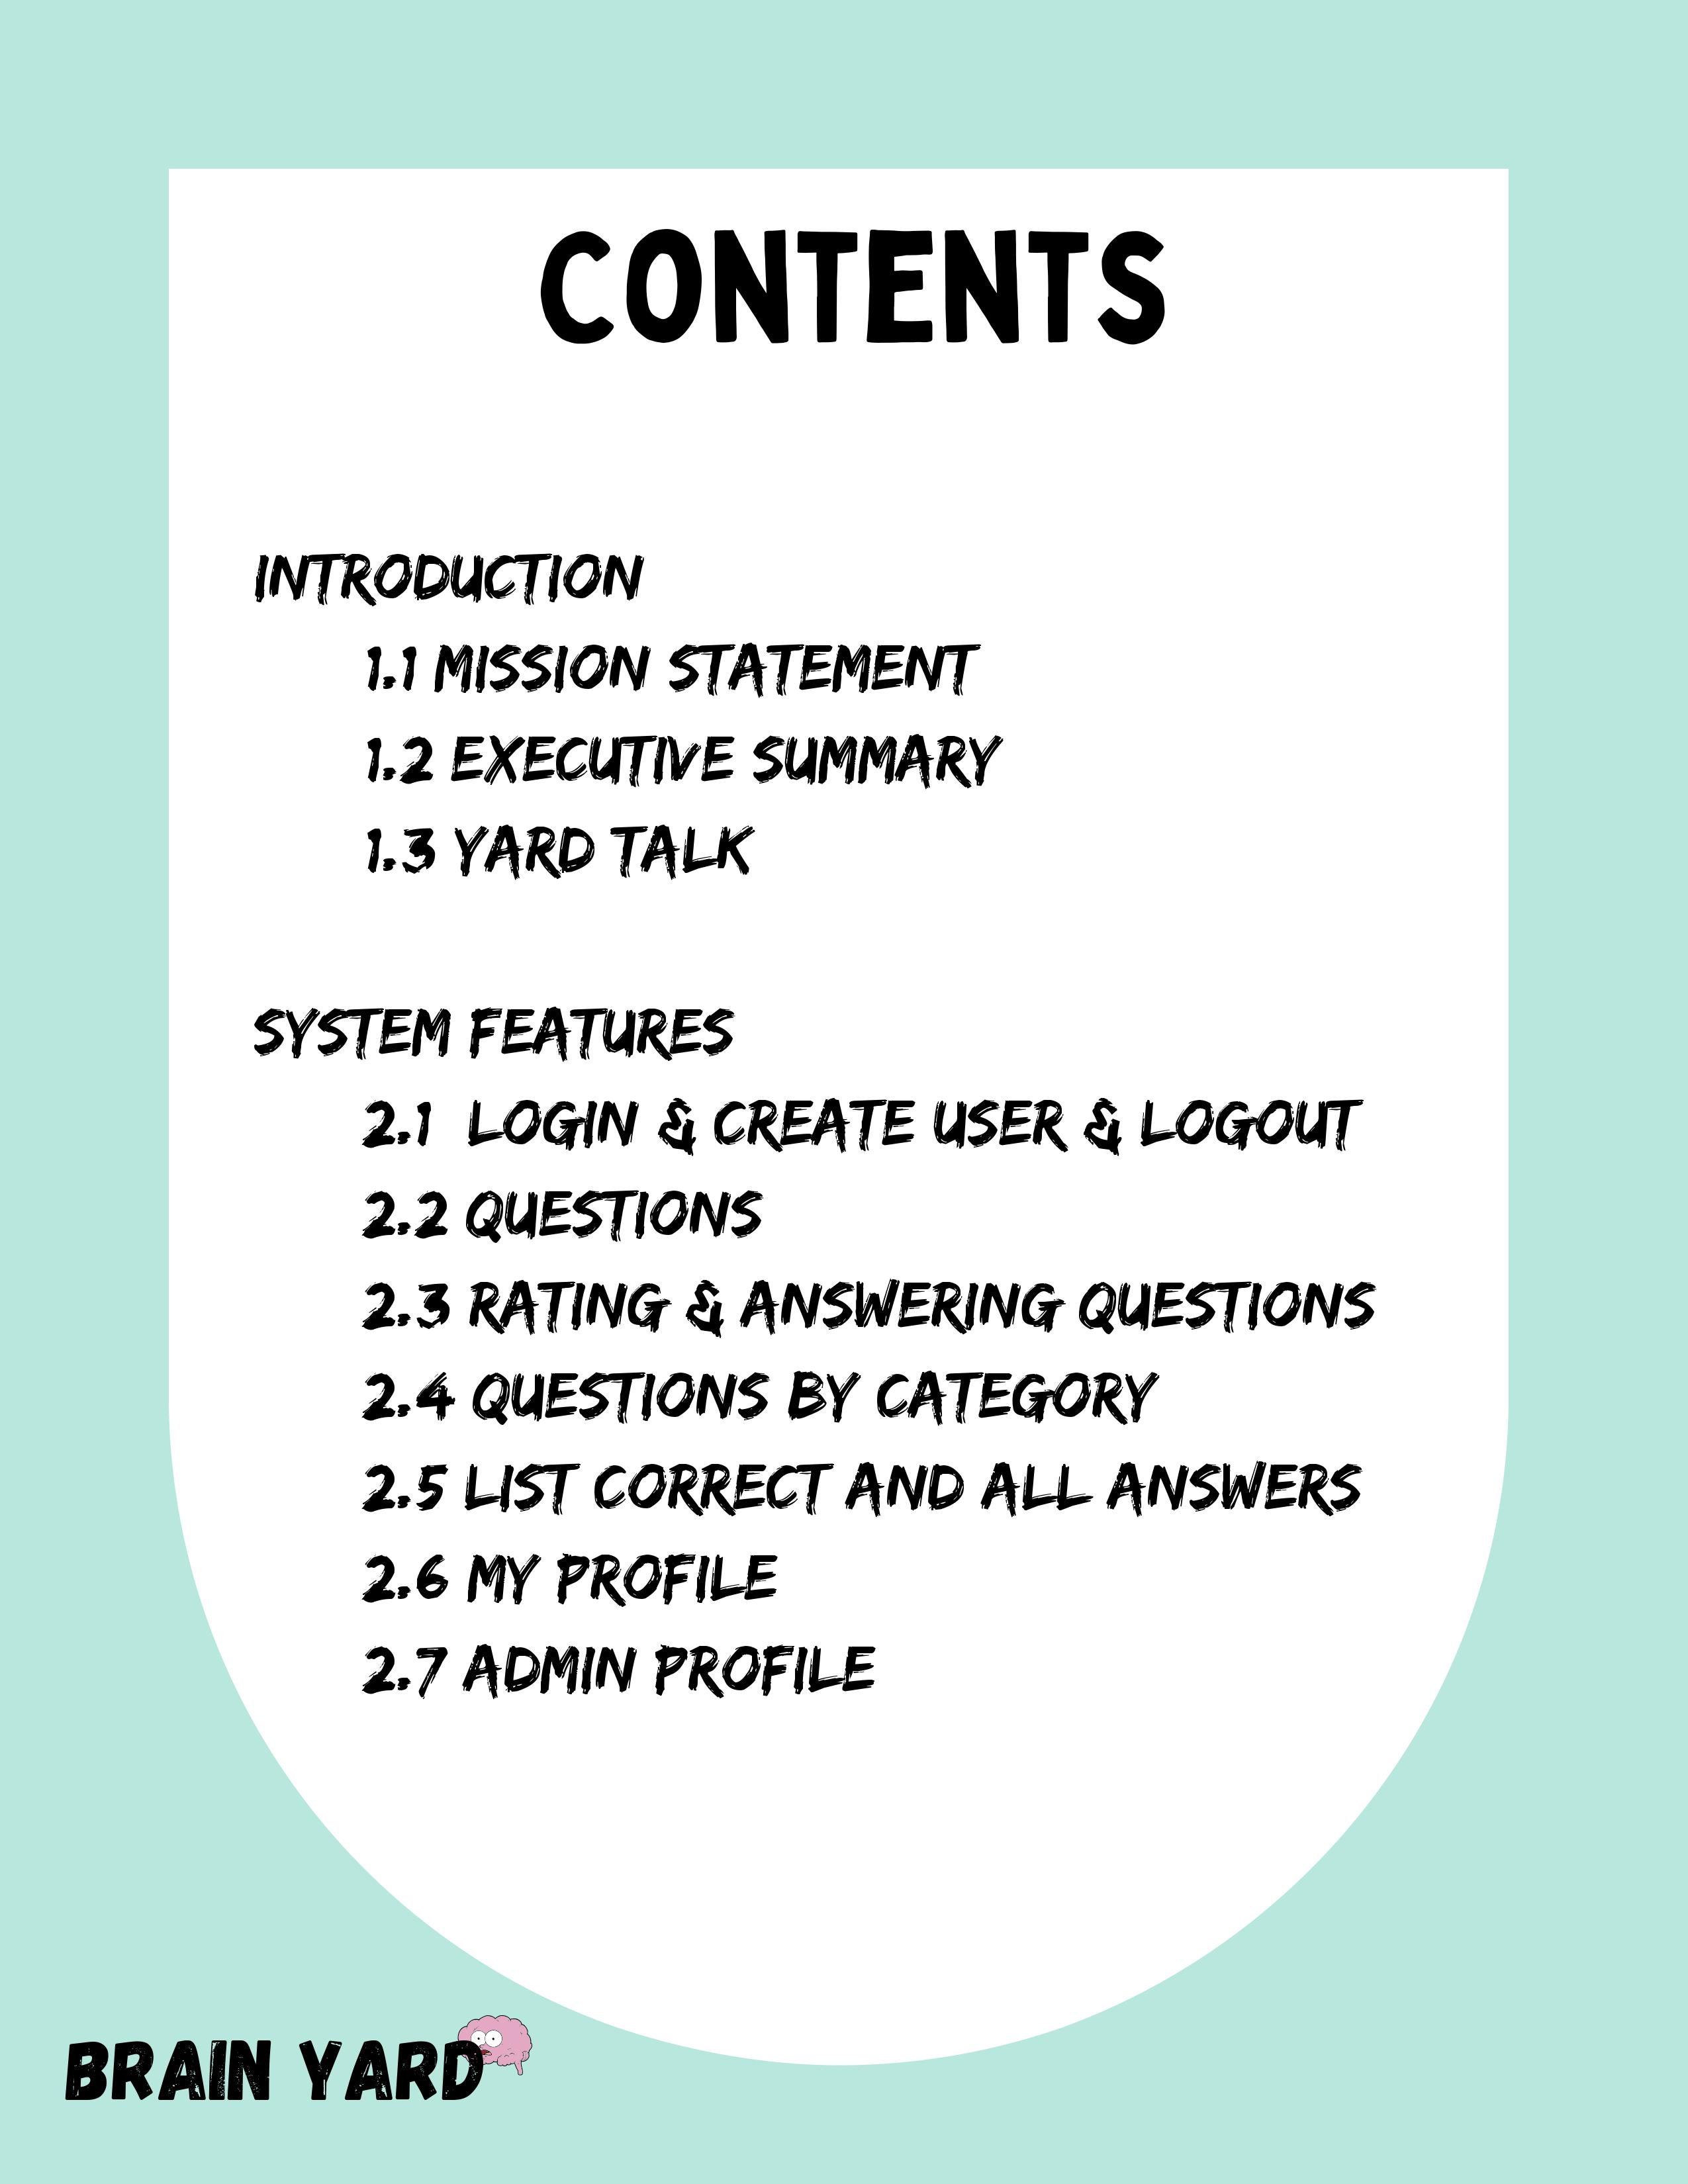 CONTENTS
INTRODUCTION
1.1 MISSION STATEMENT
1.2 EXECUTIVE SUMMARY
1.3 YARD TALK
SYSTEM FEATURES
2.1 LOGIN & CREATE USER & LOGOUT
2.2 QUESTIONS
2.3 RATING & ANSWERING QUESTIONS
2.4 QUESTIONS BY CATEGORY
2.5 LIST CORRECT AND ALL ANSWERS
2.6 MY PROFILE
2.7 ADMIN PROFILE
BRAIN YARD